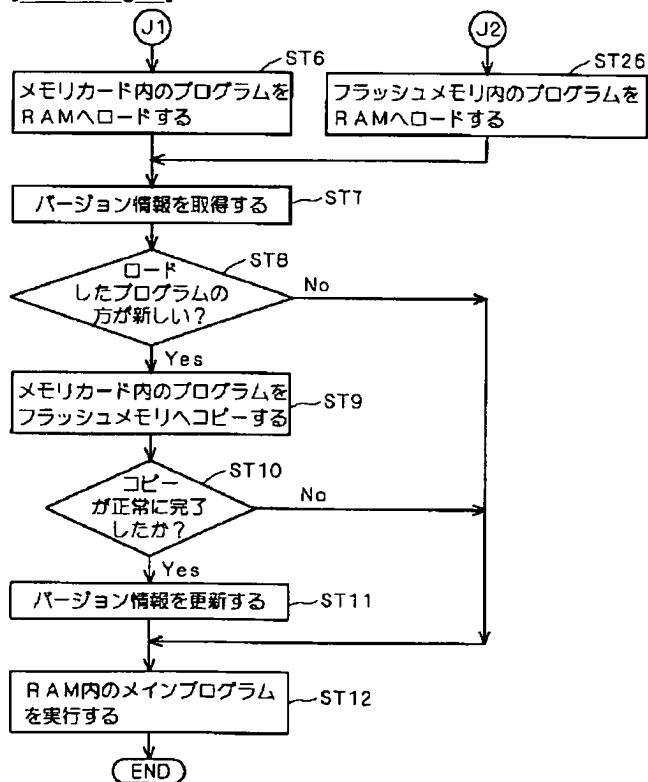 J1
J2
ST6
ST26
メモリカード内のプログラムを
RAMへロードする
フラッシュメモリ内のプログラムを
RAMへロードする
バージョン情報を取得する
ST7
ST8
ロード
したプログラムの
方が新しい?
No
Yes
メモリカード内のプログラムを
フラッシュメモリへコピーする
ST9
ST10
コピー
が正常に完了
したか?
No
Yes
バージョン情報を更新する
ST11
RAM内のメインプログラム
を実行する
ST12
END